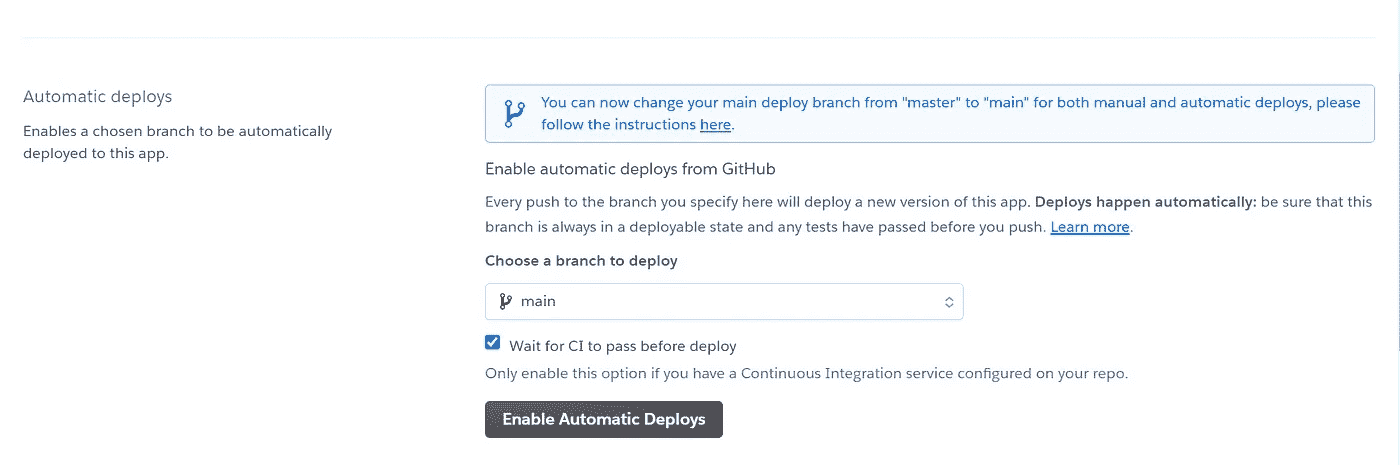 Automatic deploys
Enables a chosen branch to be automatically
deployed to this app.
You can now change your main deploy branch from "master" to "main" for both manual and automatic deploys, please
follow the instructions here.
Enable automatic deploys from GitHub
Every push to the branch you specify here will deploy a new version of this app. Deploys happen automatically: be sure that this
branch is always in a deployable state and any tests have passed before you push. Learn more.
Choose a branch to deploy
main
Wait for CI to pass before deploy
Only enable this option if you have a Continuous Integration service configured on your repo.
Enable Automatic Deploys